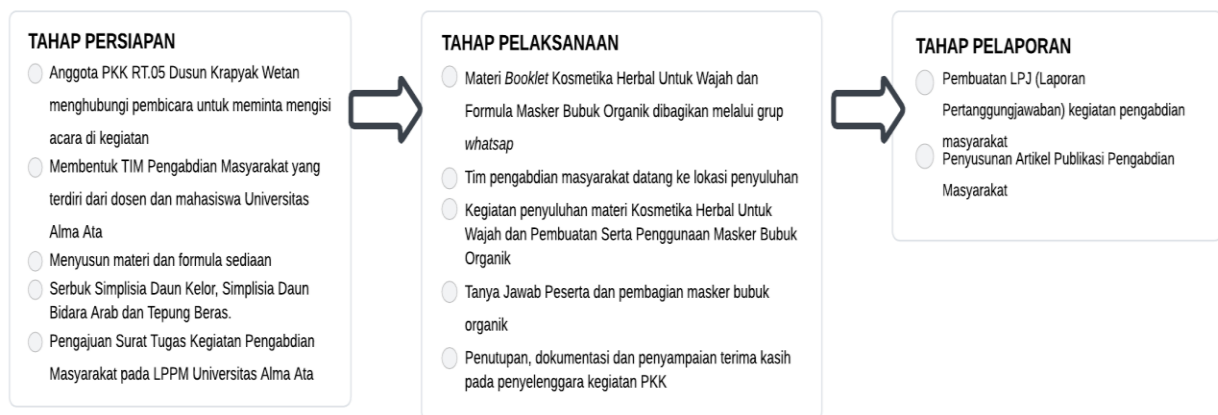 TAHAP PERSIAPAN
Anggota PKK RT.05 Dusun Krapyak Wetan
menghubungi pembicara untuk meminta mengisi
acara di kegiatan
Membentuk TIM Pengabdian Masyarakat yang
terdiri dari dosen dan mahasiswa Universitas
Alma Ata
Menyusun materi dan formula sediaan
Serbuk Simplisia Daun Kelor, Simplisia Daun
Bidara Arab dan Tepung Beras.
Pengajuan Surat Tugas Kegiatan Pengabdian
Masyarakat pada LPPM Universitas Alma Ata
TAHAP PELAKSANAAN
Materi Booklet Kosmetika Herbal Untuk Wajah dan
Formula Masker Bubuk Organik dibagikan melalui grup
whatsap
Tim pengabdian masyarakat datang ke lokasi penyuluhan
Kegiatan penyuluhan materi Kosmetika Herbal Untuk
Wajah dan Pembuatan Serta Penggunaan Masker Bubuk
Organik
Tanya Jawab Peserta dan pembagian masker bubuk
organik
Penutupan, dokumentasi dan penyampaian terima kasih
pada penyelenggara kegiatan PKK
TAHAP PELAPORAN
Pembuatan LPJ (Laporan
Pertanggungjawaban) kegiatan pengabdian
masyarakat
Penyusunan Artikel Publikasi Pengabdian
Masyarakat